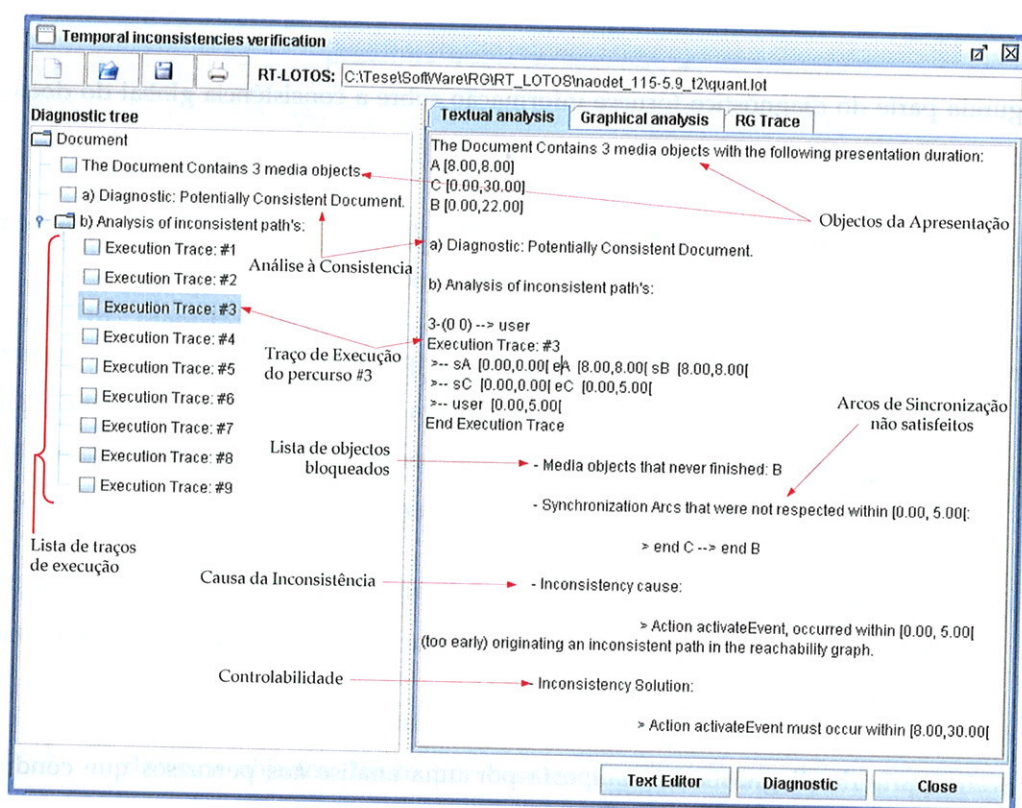 Temporal inconsistencies verification
RT-LOTOS: C:\Tese\SoftWare\RG\RT_LOTOS\naodet_115-5.9_t2\quant.lot
Diagnostic tree
Document
The Document Contains 3 media objects.
a) Diagnostic: Potentially Consistent Document.
b) Analysis of inconsistent path's:
Execution Trace: #1
Execution Trace: #2
Execution Trace: #3
Execution Trace: #4
Execution Trace: #5
Execution Trace: #6
Execution Trace: #7
Execution Trace: #8
Execution Trace: #9
Análise à Consistencia
Traço de Execução
do percurso #3
Lista de objectos
bloqueados
Lista de traços
de execução
Causa da Inconsistência
Controlabilidade
Textual analysis Graphical analysis RG Trace
The Document Contains 3 media objects with the following presentation duration:
A [8.00,8.00]
C [0.00,30.00]
B [0.00,22.00]
Objectos da Apresentação
a) Diagnostic: Potentially Consistent Document.
b) Analysis of inconsistent path's:
3-(0 0) --> user
Execution Trace: #3
>-- sA [0.00,0.00[ eA [8.00,8.00[ sB [8.00,8.00[
>-- sC [0.00,0.00[ eC [0.00,5.00[
>-- user [0.00,5.00[
End Execution Trace
Arcos de Sincronização
não satisfeitos
- Media objects that never finished: B
- Synchronization Arcs that were not respected within [0.00, 5.00[:
> end C --> end B
- Inconsistency cause:
> Action activateEvent, occurred within [0.00, 5.00[
(too early) originating an inconsistent path in the reachability graph.
- Inconsistency Solution:
> Action activateEvent must occur within [8.00,30.00[
Text Editor Diagnostic Close